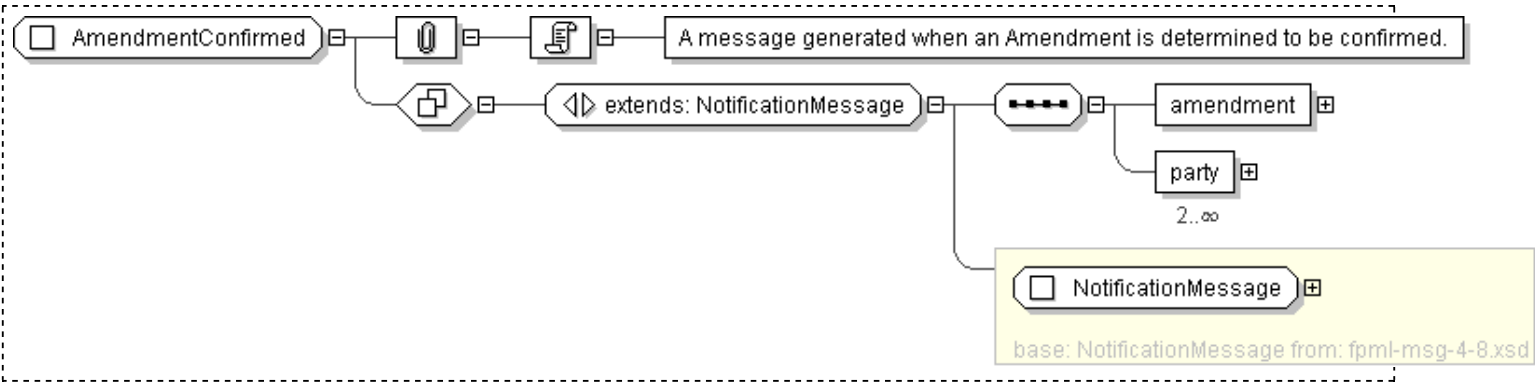 AmendmentConfirmed
A message generated when an Amendment is determined to be confirmed.
extends: NotificationMessage
amendment
party
2..∞
NotificationMessage
base: NotificationMessage from: fpml-msg-4-8.xsd